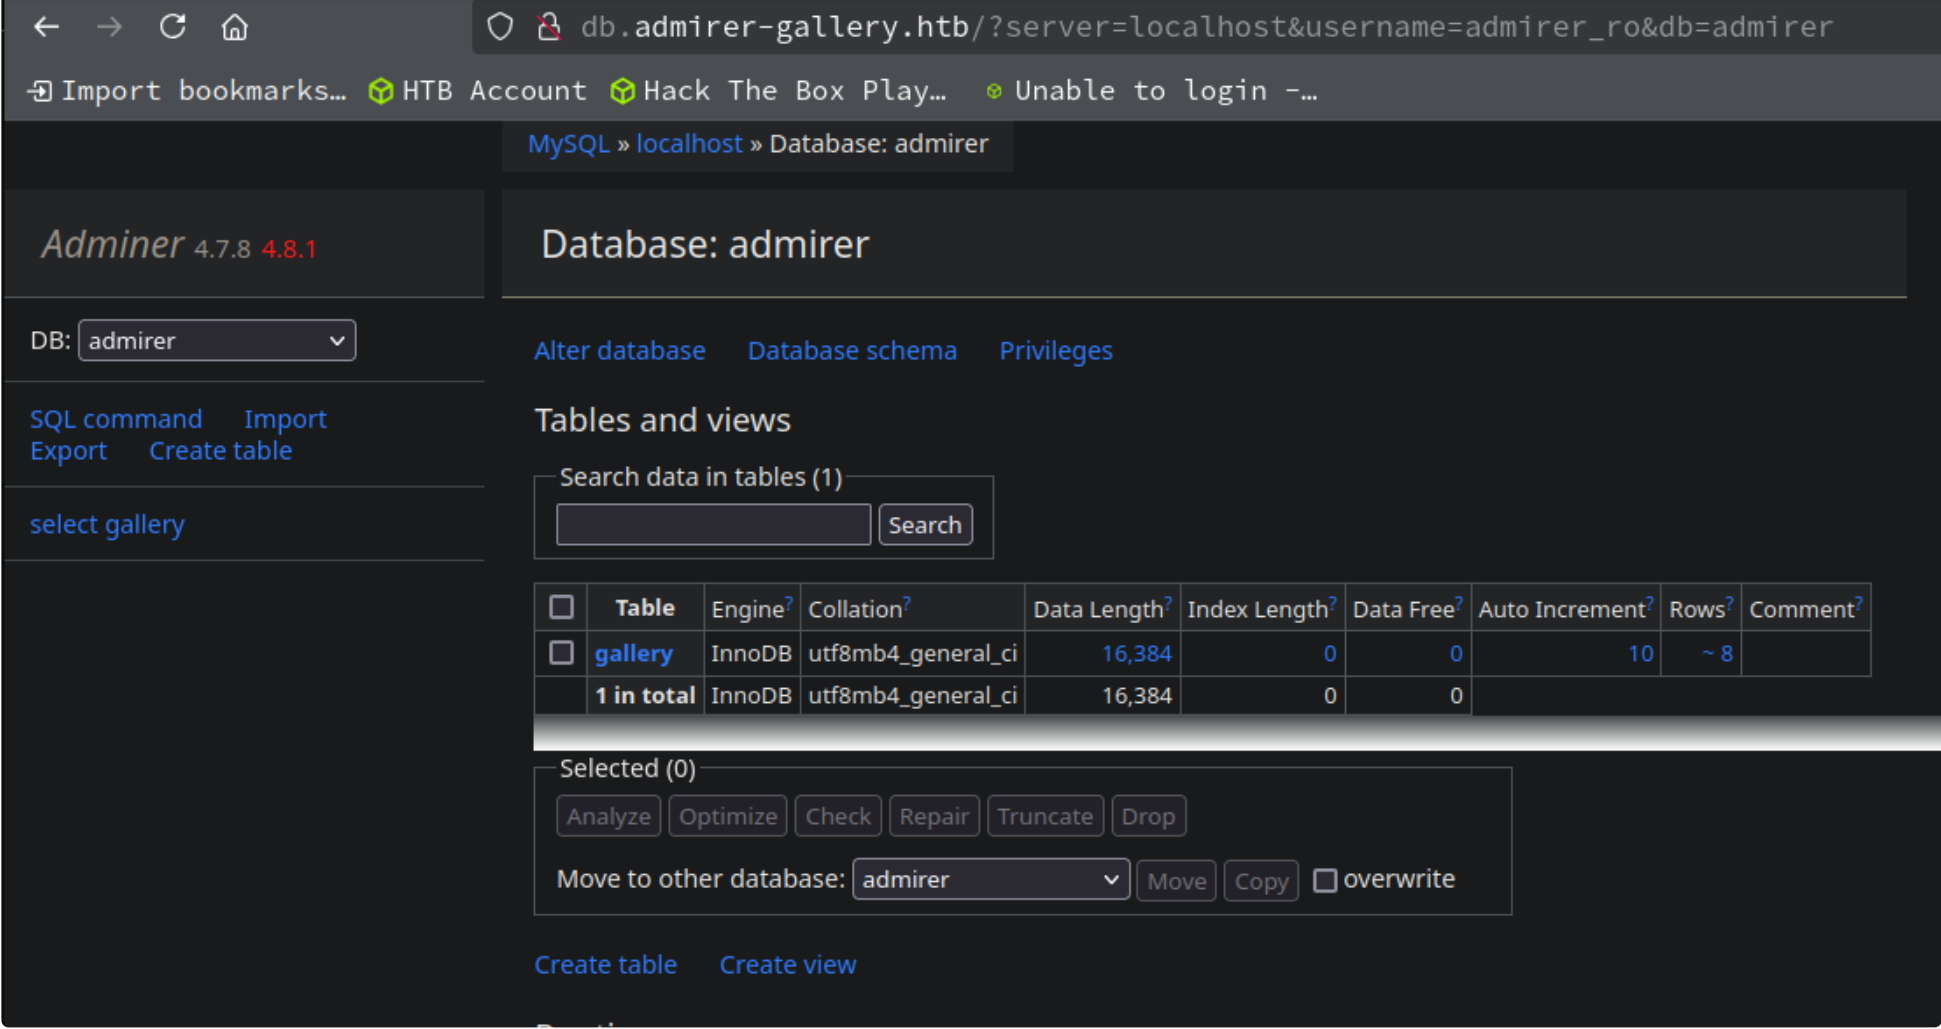 db.admirer-gallery.htb/?server=localhost&username=admirer_ro&db=admirer
Import bookmarks… HTB Account Hack The Box Play… Unable to login -…
MySQL » localhost » Database: admirer
Adminer 4.7.8 4.8.1
Database: admirer
DB: admirer
Alter database Database schema Privileges
SQL command Import
Export Create table
select gallery
Tables and views
Search data in tables (1)
Search
Table Engine? Collation? Data Length? Index Length? Data Free? Auto Increment? Rows? Comment?
gallery InnoDB utf8mb4_general_ci 16,384 0 0 10 ~ 8
1 in total InnoDB utf8mb4_general_ci 16,384 0 0
Selected (0)
Analyze Optimize Check Repair Truncate Drop
Move to other database: admirer Move Copy overwrite
Create table Create view